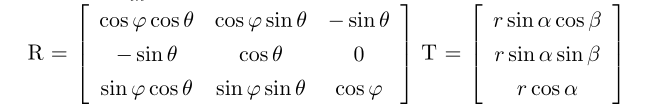 R = [ cos φ cos θ cos φ sin θ − sin θ ; − sin θ cos θ 0 ; sin φ cos θ sin φ sin θ cos φ ] T = [ r sin α cos β ; r sin α sin β ; r cos α ]